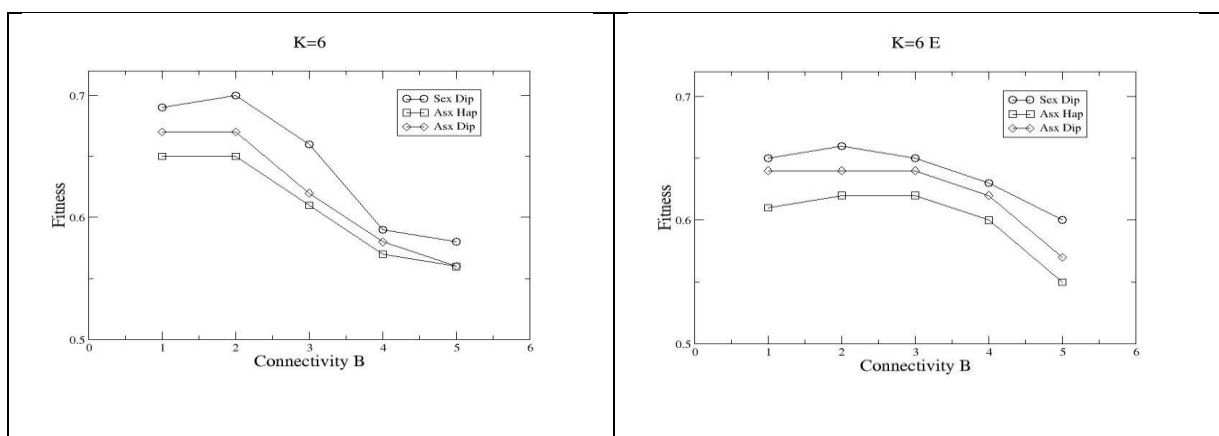 K=6
Sex Dip
Asx Hap
Asx Dip
0.7
0.6
0.5
Fitness
0 1 2 3 4 5 6
Connectivity B
K=6 E
Sex Dip
Asx Hap
Asx Dip
0.7
0.6
0.5
Fitness
0 1 2 3 4 5 6
Connectivity B